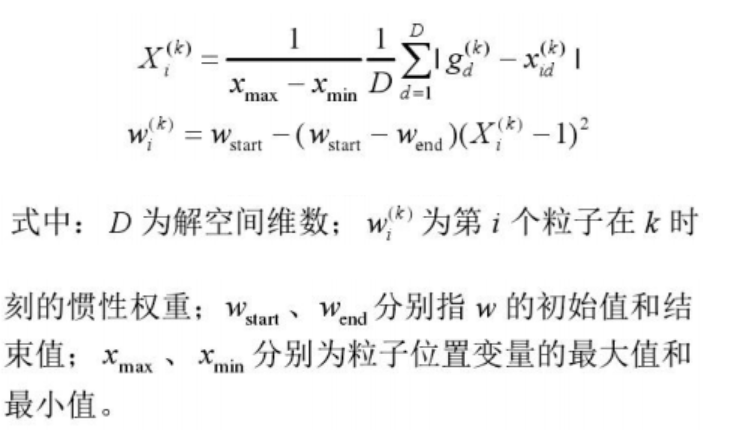 X_i^{(k)} = \frac{1}{x_{max} - x_{min}} \frac{1}{D} \sum_{d=1}^{D} | g_d^{(k)} - x_{id}^{(k)} |
w_i^{(k)} = w_{start} - (w_{start} - w_{end})(X_i^{(k)} - 1)^2
式中：D 为解空间维数；w_i^{(k)} 为第 i 个粒子在 k 时
刻的惯性权重；w_{start} 、w_{end} 分别指 w 的初始值和结
束值；x_{max} 、x_{min} 分别为粒子位置变量的最大值和
最小值。